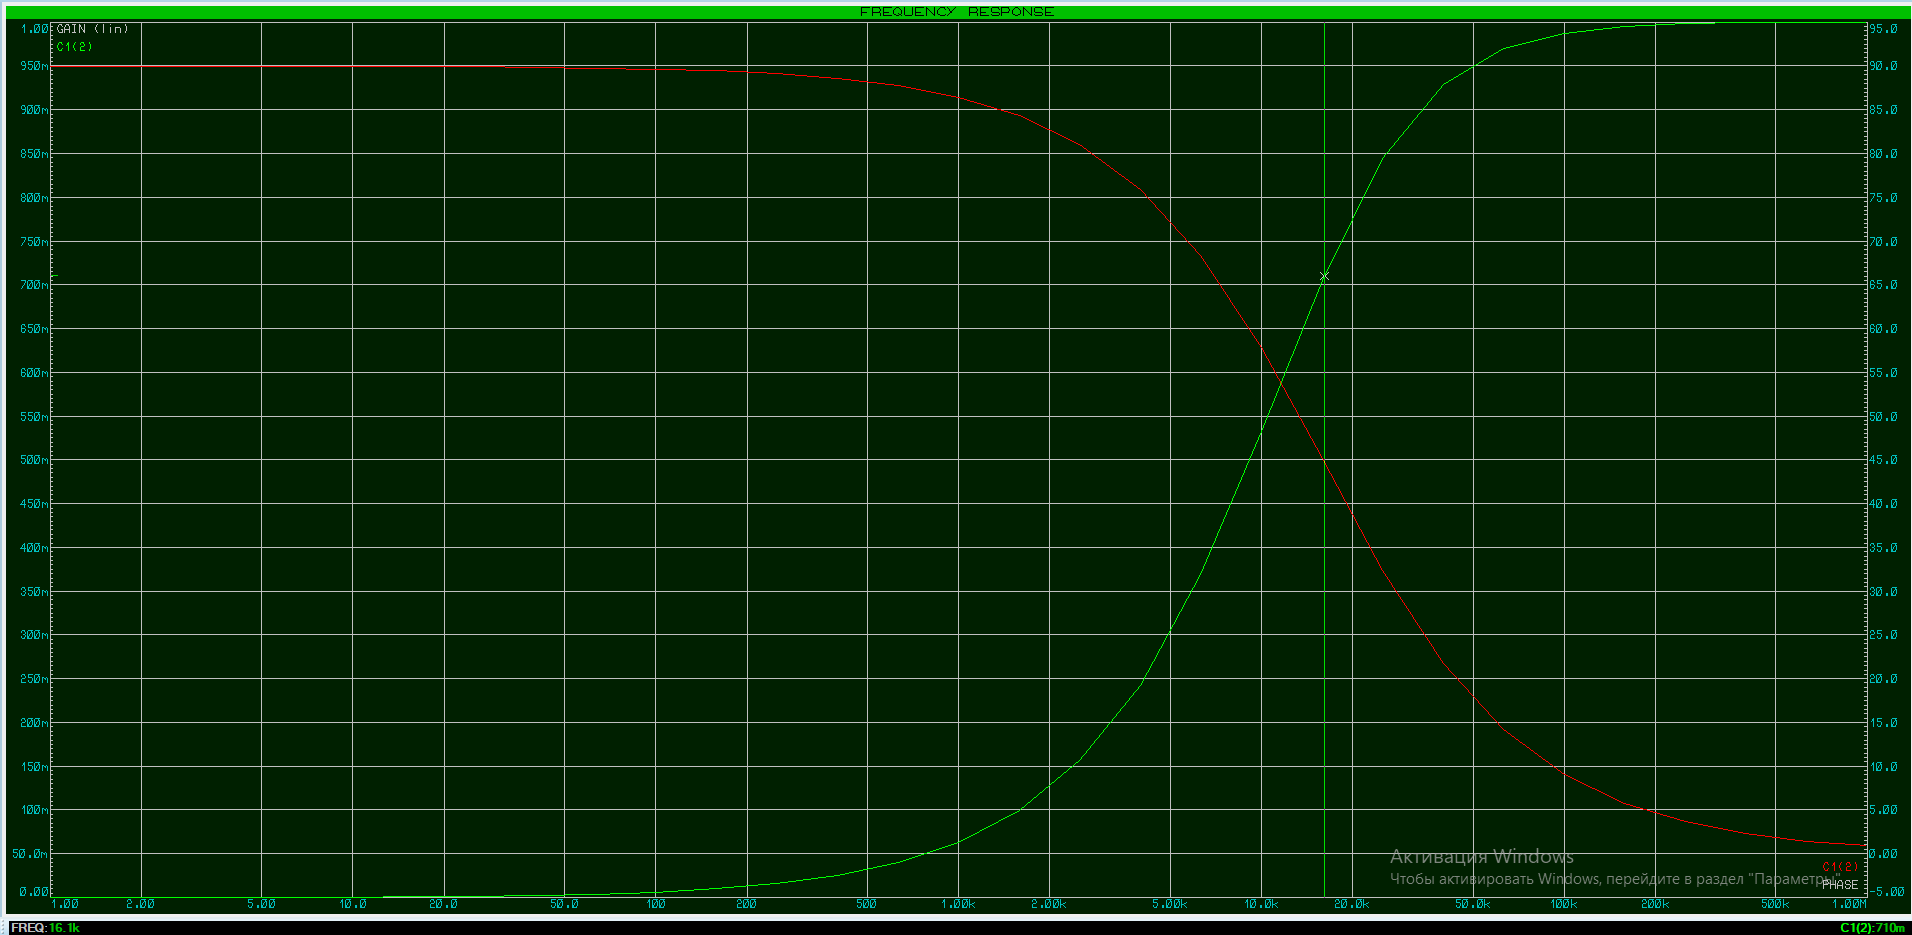 FREQUENCY RESPONSE
GAIN (lin)
C1(2)
1.00
950m
900m
850m
800m
750m
700m
650m
600m
550m
500m
450m
400m
350m
300m
250m
200m
150m
100m
50.0m
0.00
95.0
90.0
85.0
80.0
75.0
70.0
65.0
60.0
55.0
50.0
45.0
40.0
35.0
30.0
25.0
20.0
15.0
10.0
5.00
0.00
-5.00
C1(2)
PHASE
Активация Windows
Чтобы активировать Windows, перейдите в раздел "Параметры".
1.00 2.00 5.00 10.0 20.0 50.0 100 200 500 1.00k 2.00k 5.00k 10.0k 20.0k 50.0k 100k 200k 500k 1.00M
FREQ:16.1k C1(2):710m